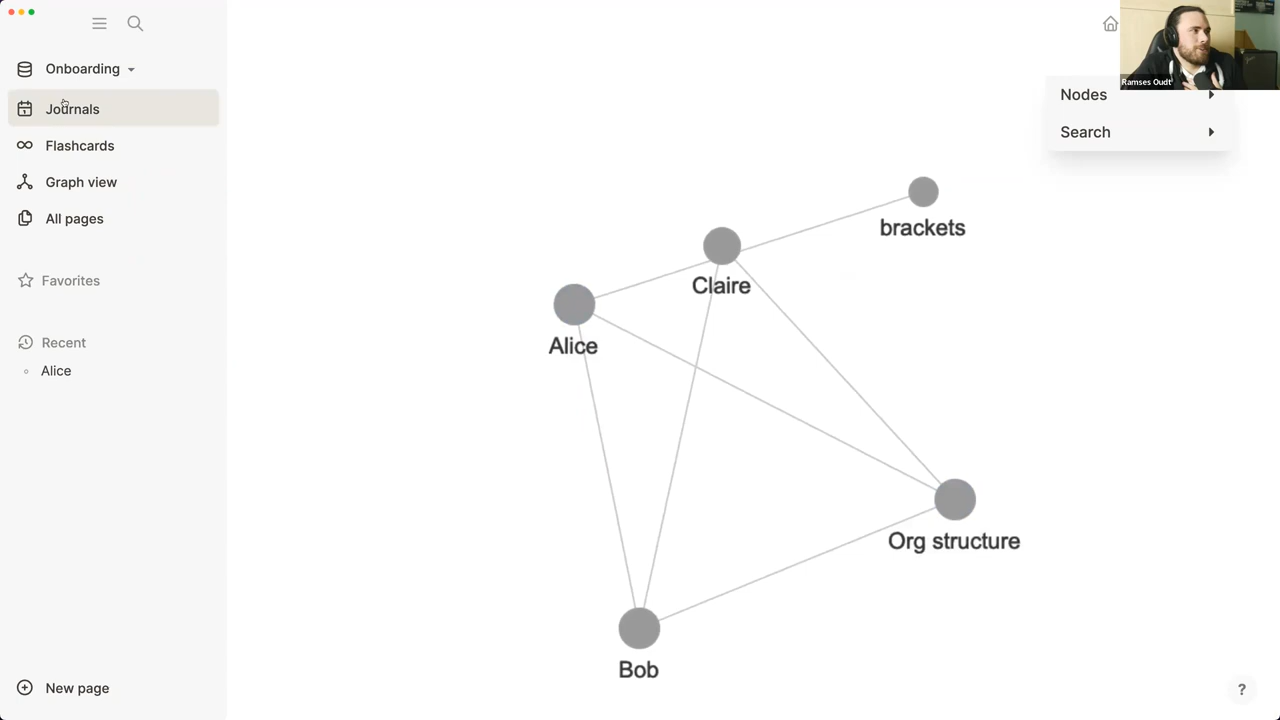 Onboarding
Journals
Flashcards
Graph view
All pages
Favorites
Recent
Alice
New page
Ramses Oudt
Nodes
Search
brackets
Claire
Alice
Org structure
Bob
?